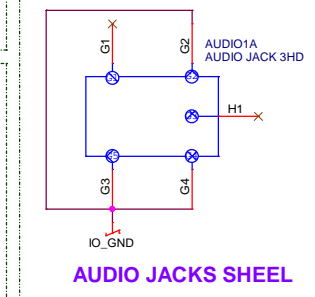 G1
G2
AUDIO1A
AUDIO JACK 3HD
H1
G3
G4
IO_GND
AUDIO JACKS SHEEL